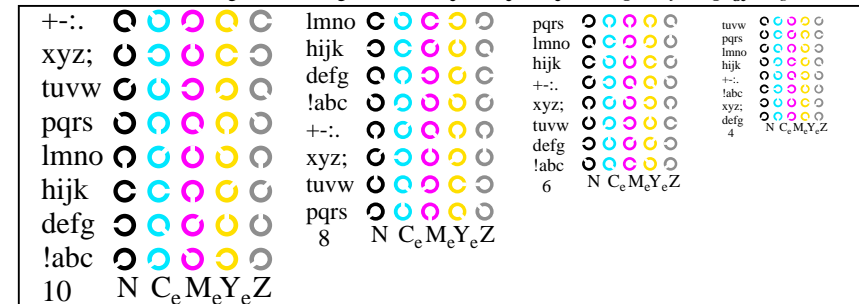 +-:.
xyz;
tuvw
pqrs
lmno
hijk
defg
!abc
10 N CeMeYeZ
lmno
hijk
defg
!abc
+-:.
xyz;
tuvw
pqrs
8 N CeMeYeZ
pqrs
lmno
hijk
+-:.
xyz;
tuvw
defg
!abc
6 N CeMeYeZ
tuvw
pqrs
lmno
hijk
+-:.
!abc
xyz;
defg
4 N CeMeYeZ